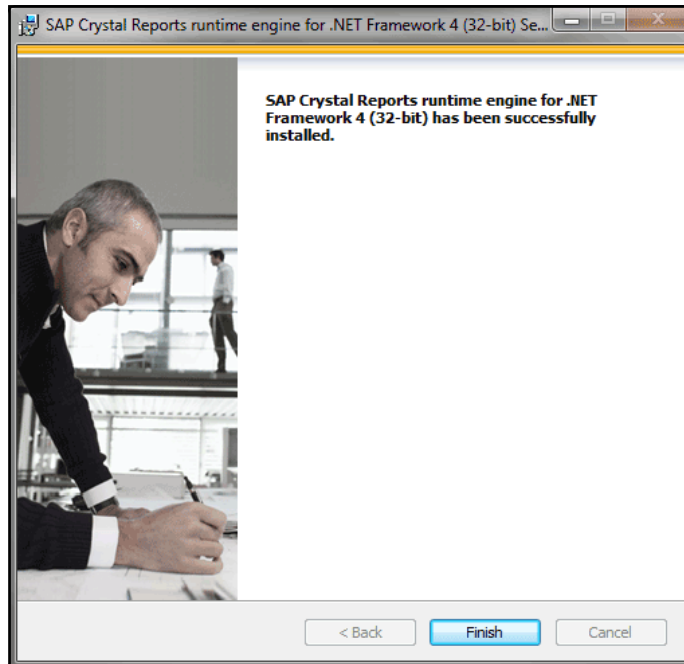 SAP Crystal Reports runtime engine for .NET Framework 4 (32-bit) Se...
SAP Crystal Reports runtime engine for .NET
Framework 4 (32-bit) has been successfully
installed.
< Back
Finish
Cancel